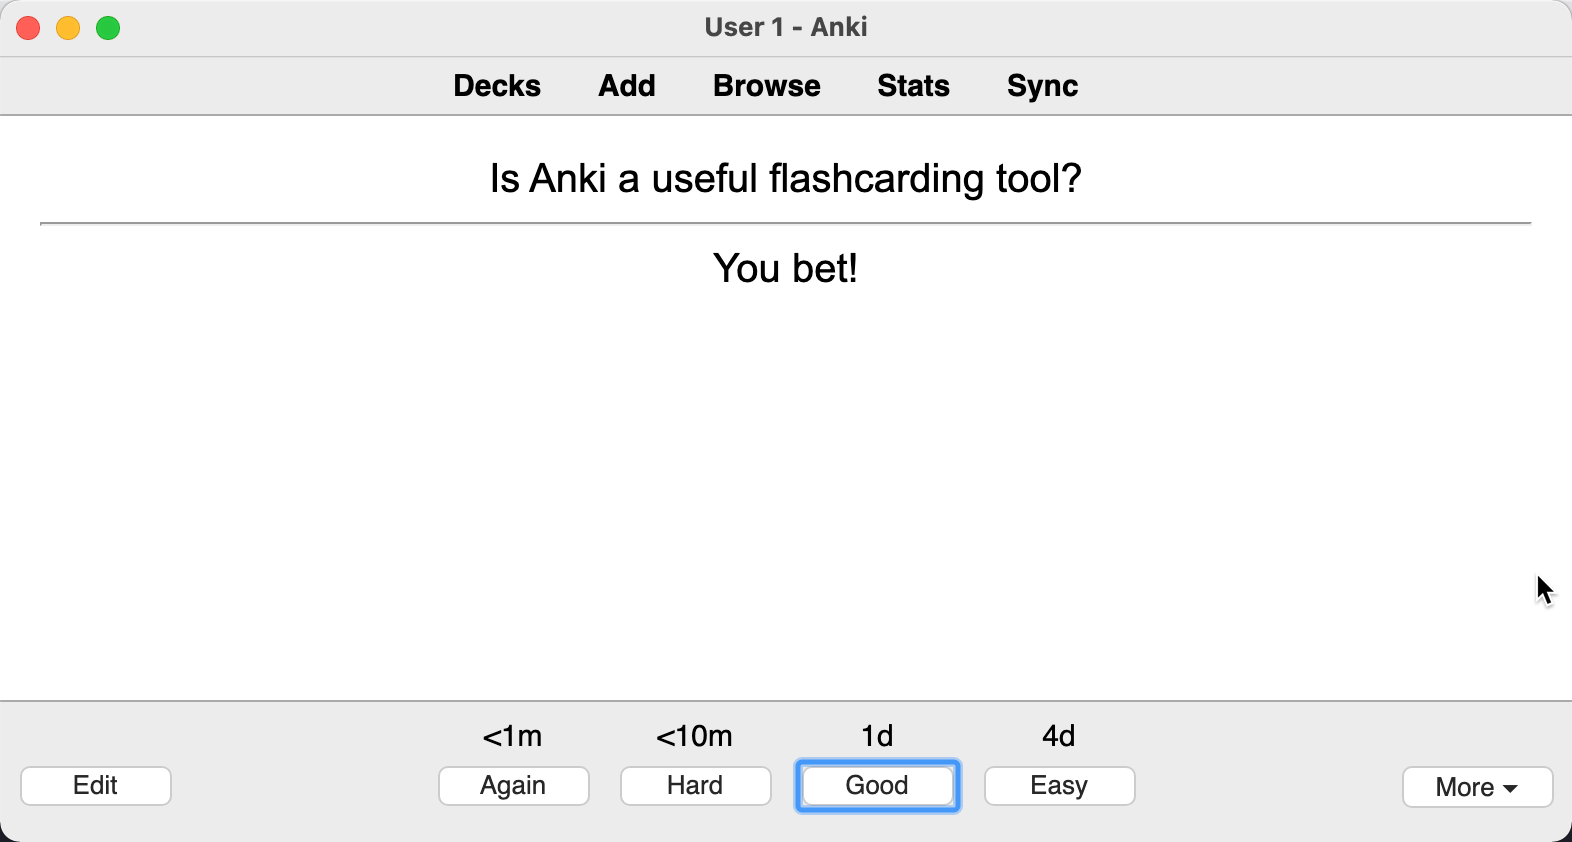 User 1 - Anki
Decks Add Browse Stats Sync
Is Anki a useful flashcarding tool?
You bet!
<1m <10m 1d 4d
Edit Again Hard Good Easy More